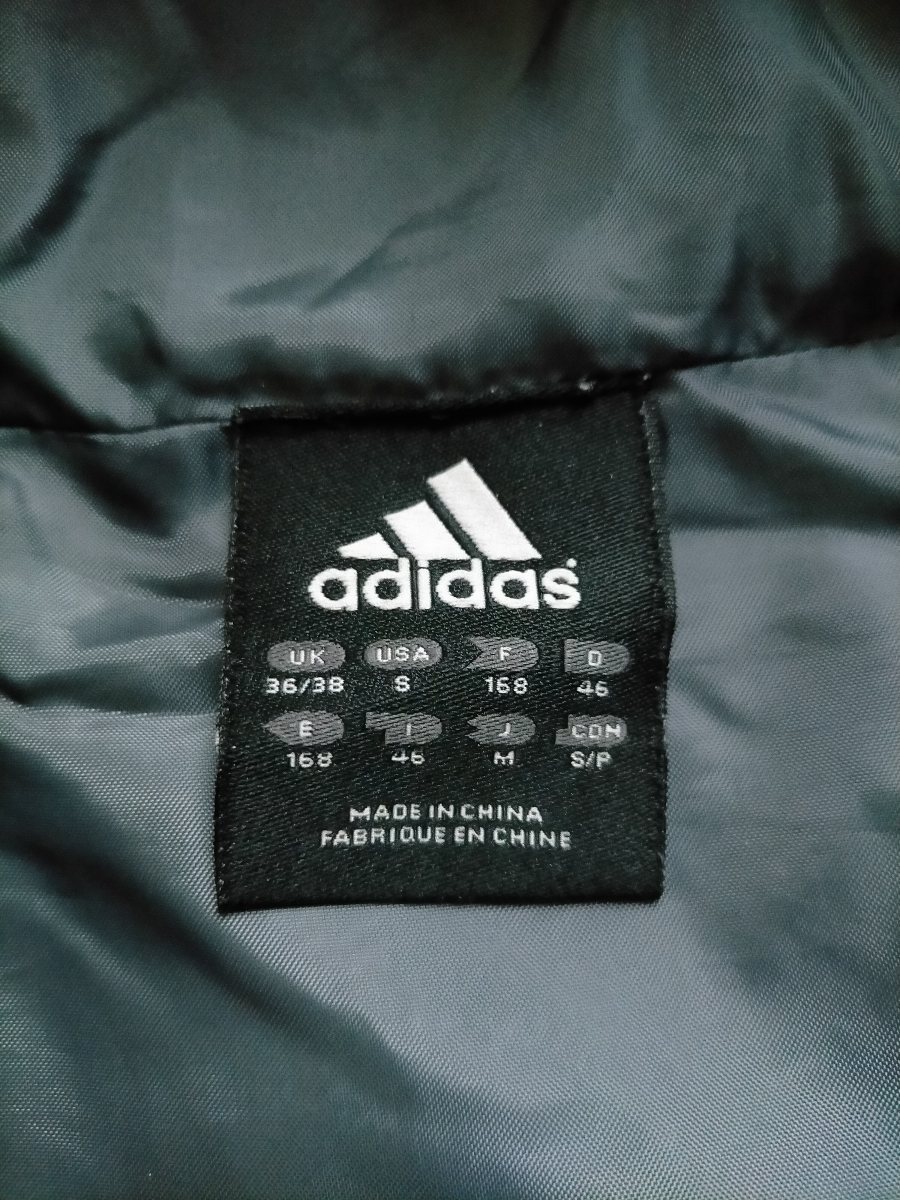 adidas
UK USA F D
36/38 S 168 46
E I J CDN
168 46 M S/P
MADE IN CHINA
FABRIQUE EN CHINE